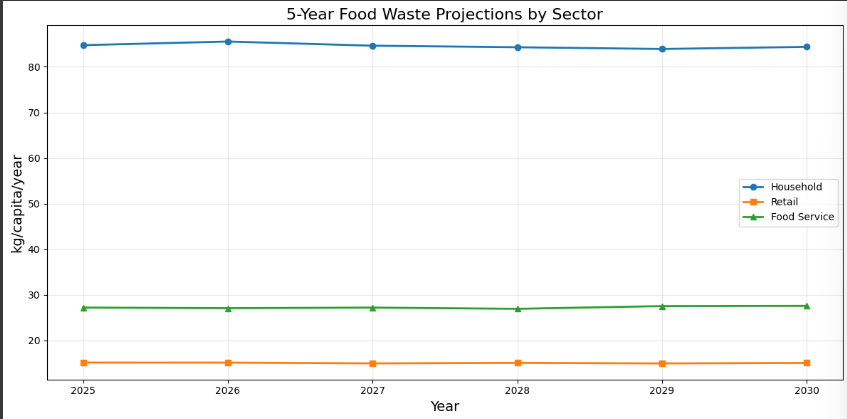 5-Year Food Waste Projections by Sector
kg/capita/year
80
70
60
50
40
30
20
Household
Retail
Food Service
2025 2026 2027 2028 2029 2030
Year